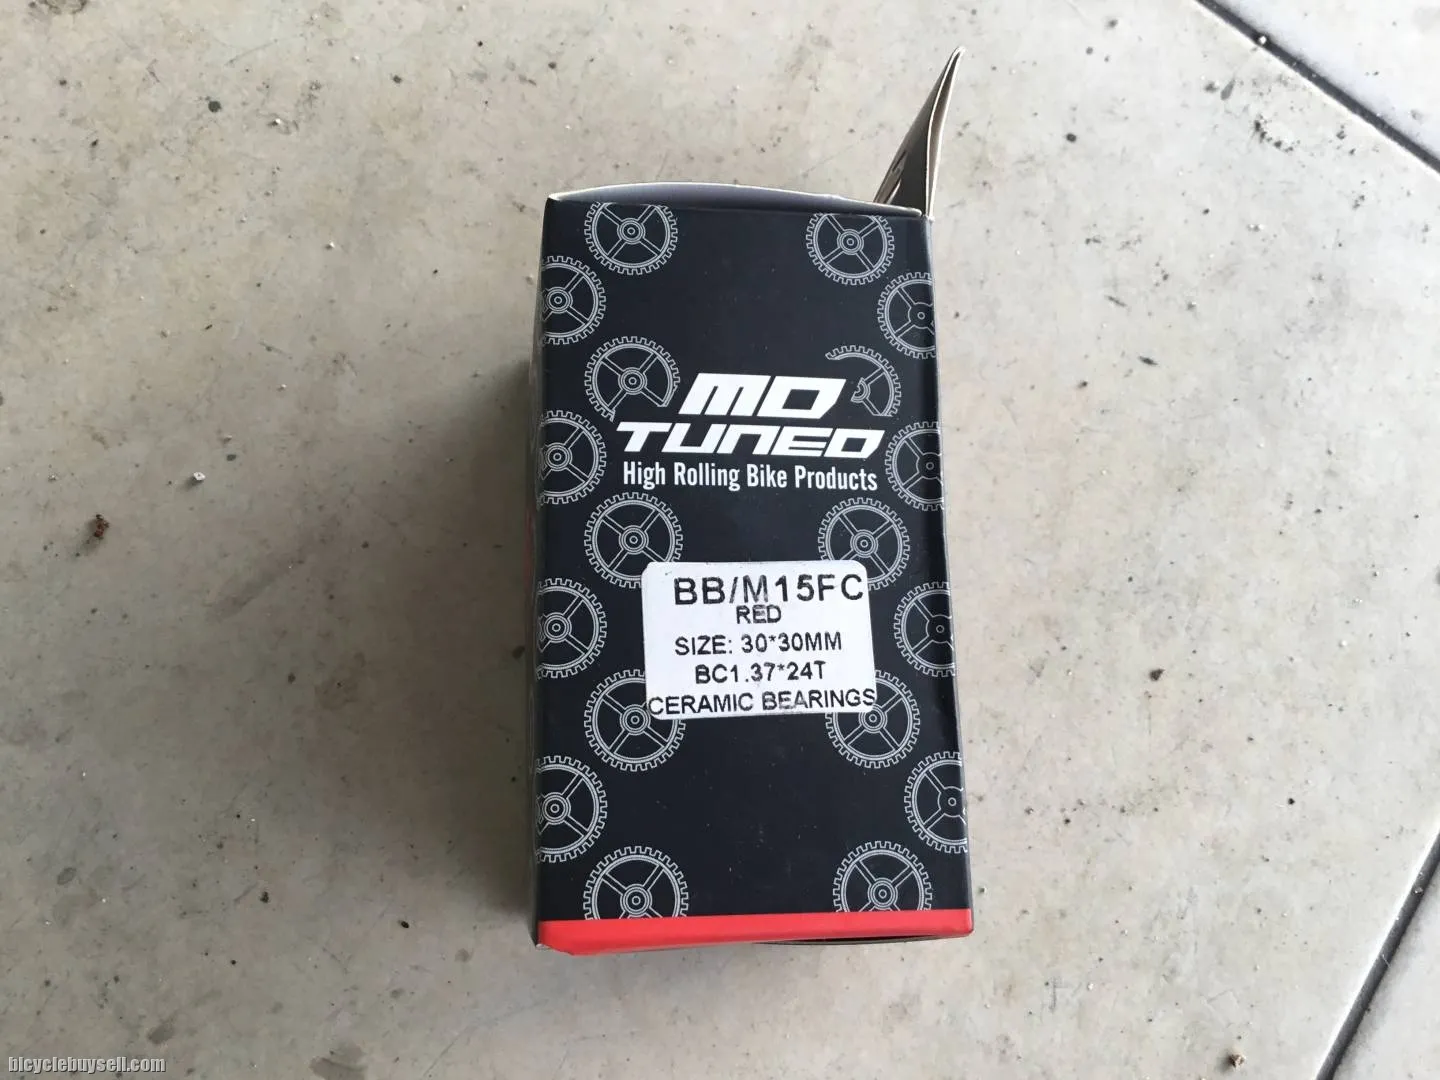 MD
TUNED
High Rolling Bike Products
BB/M15FC
RED
SIZE: 30*30MM
BC1.37*24T
CERAMIC BEARINGS
bicyclebuysell.com